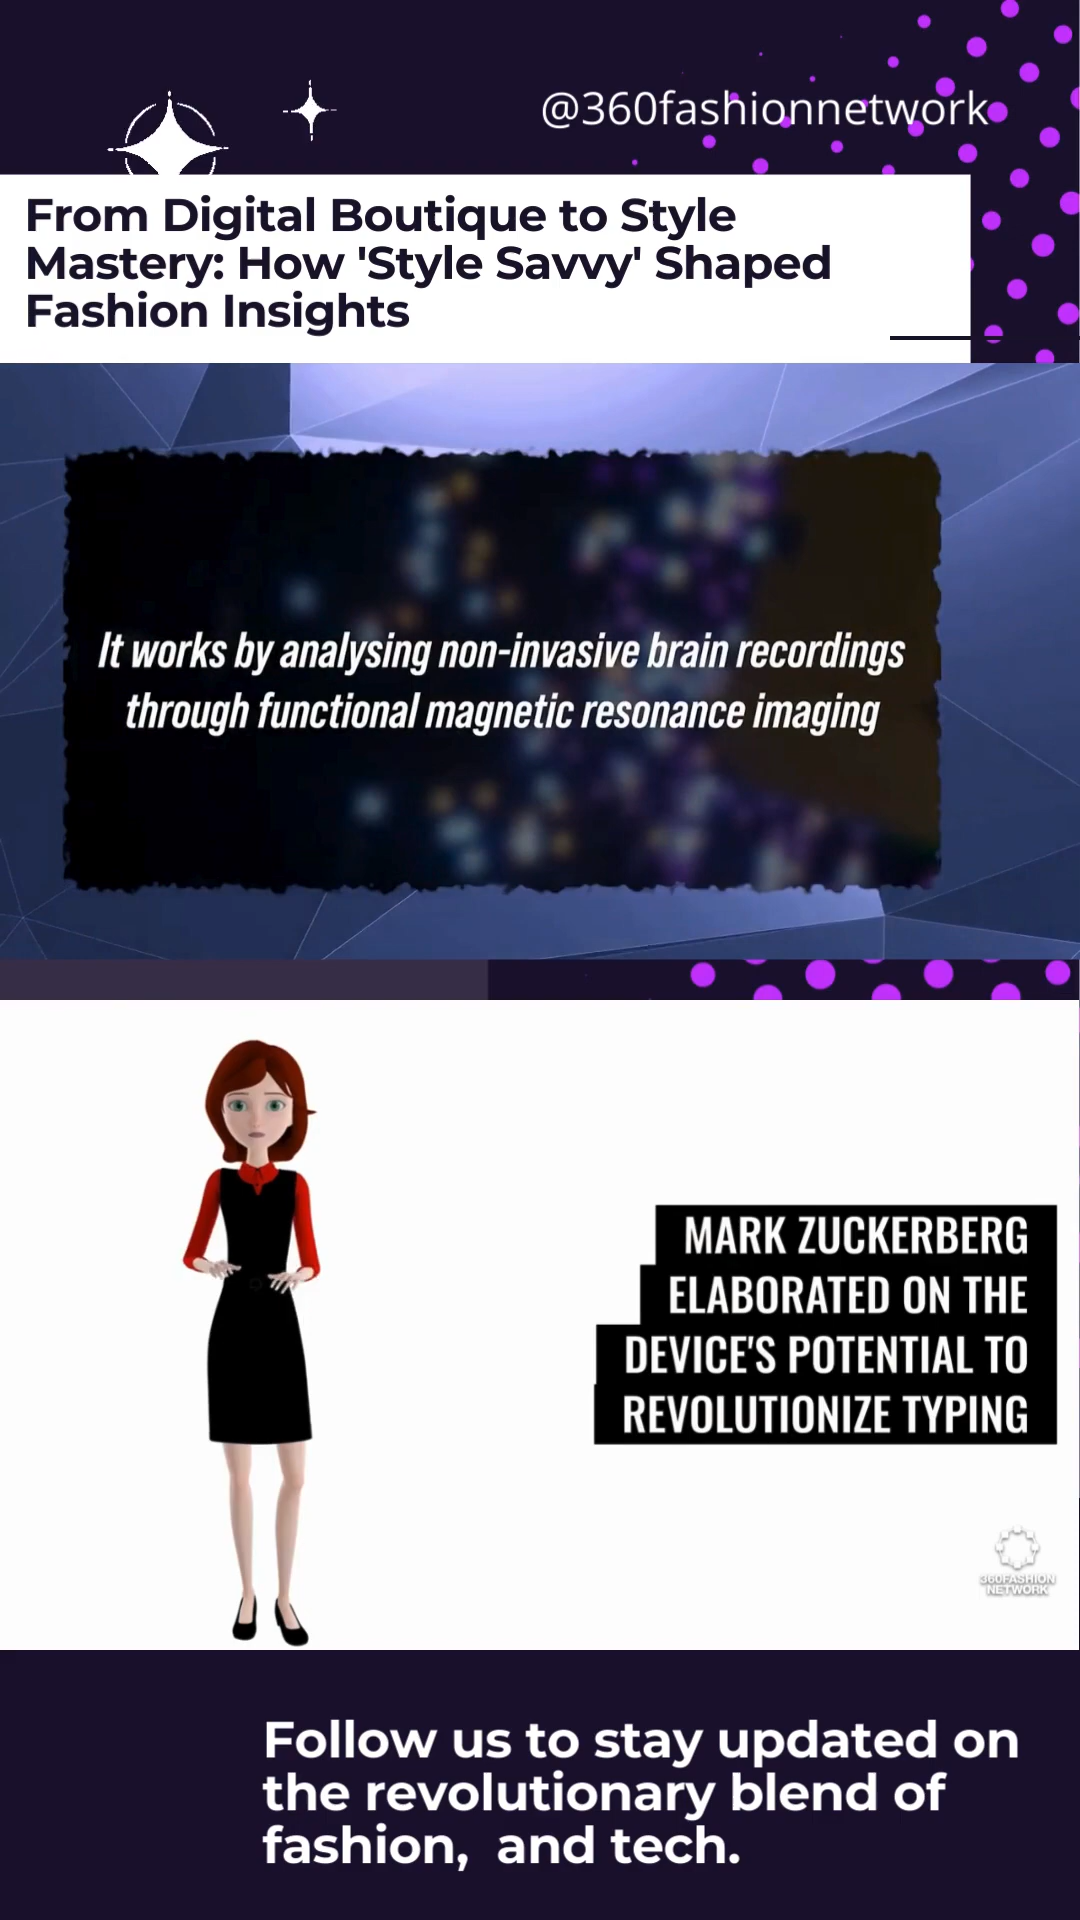 @360fashionnetwork
From Digital Boutique to Style
Mastery: How 'Style Savvy' Shaped
Fashion Insights
It works by analysing non-invasive brain recordings
through functional magnetic resonance imaging
MARK ZUCKERBERG
ELABORATED ON THE
DEVICE'S POTENTIAL TO
REVOLUTIONIZE TYPING
360FASHION
NETWORK
Follow us to stay updated on
the revolutionary blend of
fashion,  and tech.